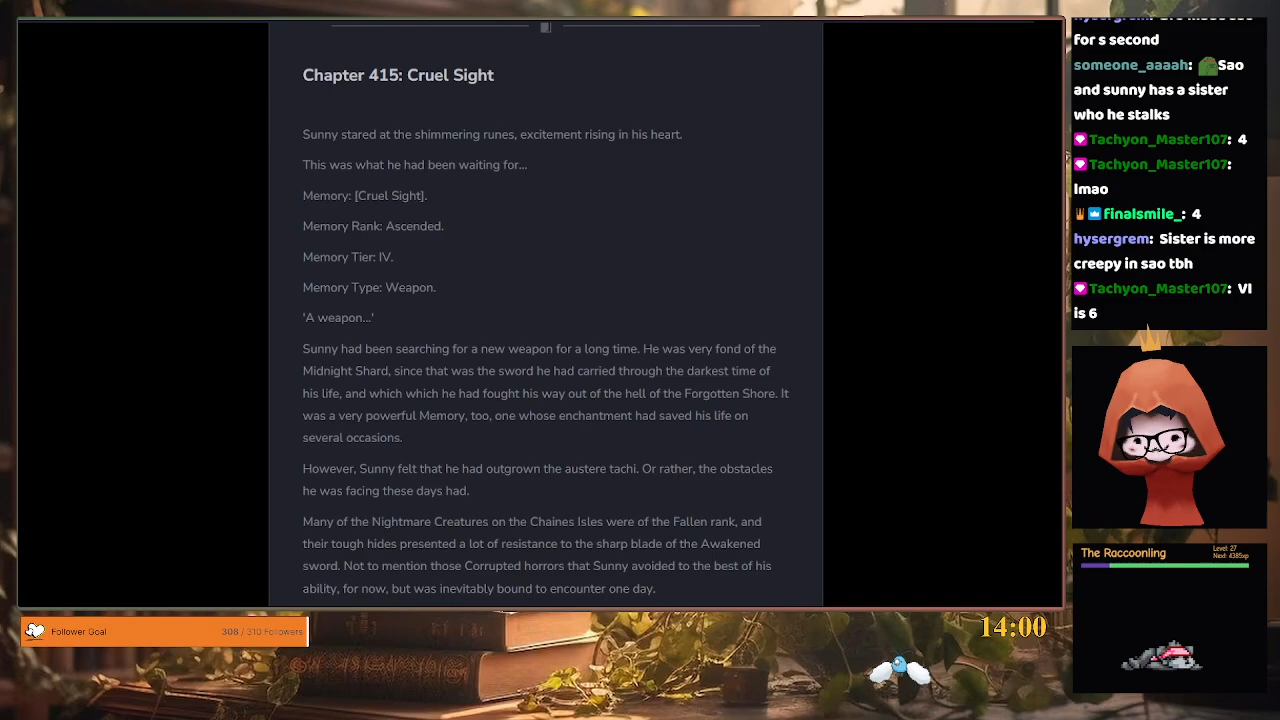 Chapter 415: Cruel Sight
Sunny stared at the shimmering runes, excitement rising in his heart.
This was what he had been waiting for...
Memory: [Cruel Sight].
Memory Rank: Ascended.
Memory Tier: IV.
Memory Type: Weapon.
'A weapon...'
Sunny had been searching for a new weapon for a long time. He was very fond of the
Midnight Shard, since that was the sword he had carried through the darkest time of
his life, and which which he had fought his way out of the hell of the Forgotten Shore. It
was a very powerful Memory, too, one whose enchantment had saved his life on
several occasions.
However, Sunny felt that he had outgrown the austere tachi. Or rather, the obstacles
he was facing these days had.
Many of the Nightmare Creatures on the Chaines Isles were of the Fallen rank, and
their tough hides presented a lot of resistance to the sharp blade of the Awakened
sword. Not to mention those Corrupted horrors that Sunny avoided to the best of his
ability, for now, but was inevitably bound to encounter one day.
for s second
someone_aaaah: Sao
and sunny has a sister
who he stalks
Tachyon_Master107: 4
Tachyon_Master107:
lmao
finalsmile_: 4
hysergrem: Sister is more
creepy in sao tbh
Tachyon_Master107: VI
is 6
The Raccoonling
Level: 27
Next: 4385xp
Follower Goal
308 / 310 Followers
14:00